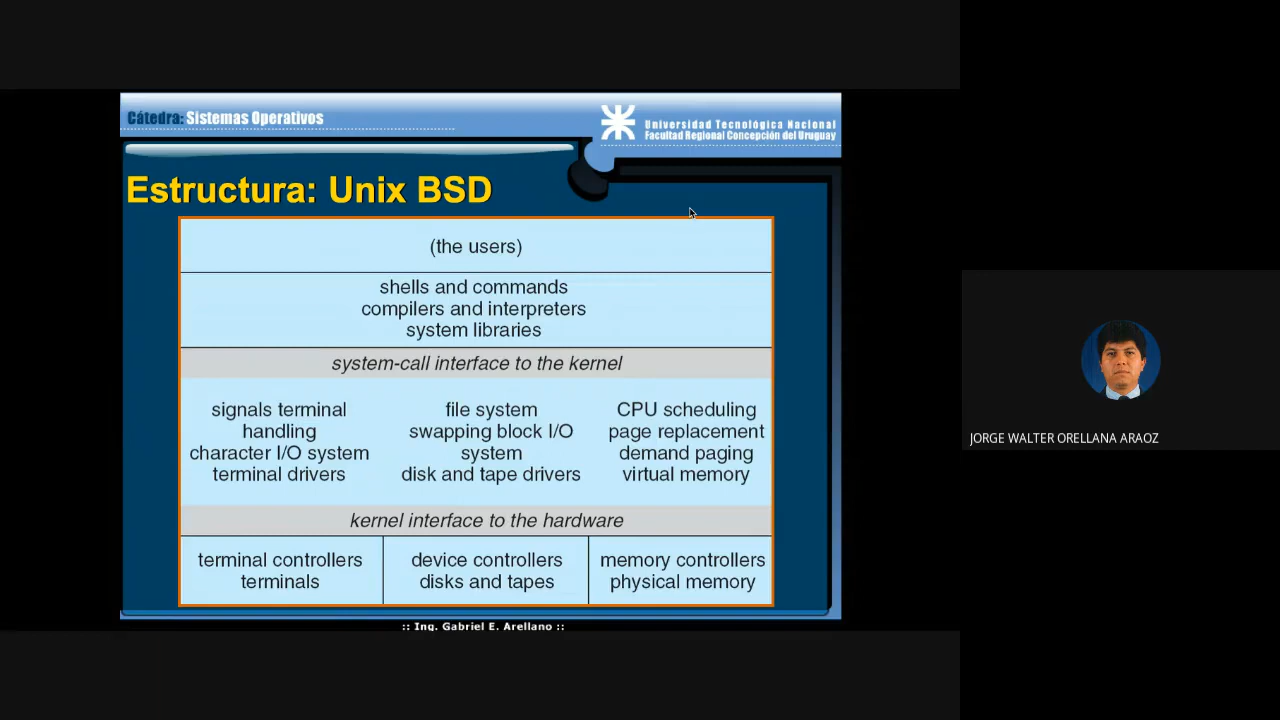 Cátedra: Sistemas Operativos
Universidad Tecnológica Nacional
Facultad Regional Concepción del Uruguay
Estructura: Unix BSD
(the users)
shells and commands
compilers and interpreters
system libraries
system-call interface to the kernel
signals terminal
handling
character I/O system
terminal drivers
file system
swapping block I/O
system
disk and tape drivers
CPU scheduling
page replacement
demand paging
virtual memory
kernel interface to the hardware
terminal controllers
terminals
device controllers
disks and tapes
memory controllers
physical memory
:: Ing. Gabriel E. Arellano ::
JORGE WALTER ORELLANA ARAOZ